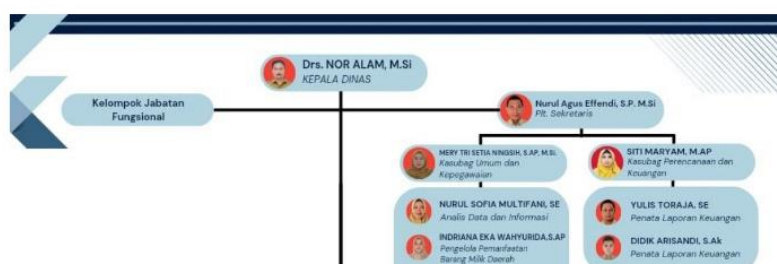 Drs. NOR ALAM, M.Si
KEPALA DINAS
Kelompok Jabatan
Fungsional
Nurul Agus Effendi, S.P. M.Si
Plt. Sekretaris
MERY TRI SETIA NINGSIH, S.AP, M.Si.
Kasubag Umum dan
Kepegawaian
SITI MARYAM, M.AP
Kasubag Perencanaan dan
Keuangan
NURUL SOFIA MULTIFANI, SE
Analis Data dan Informasi
INDRIANA EKA WAHYURIDA,S.AP
Pengelola Pemanfaatan
Barang Milik Daerah
YULIS TORAJA, SE
Penata Laporan Keuangan
DIDIK ARISANDI, S.Ak
Penata Laporan Keuangan